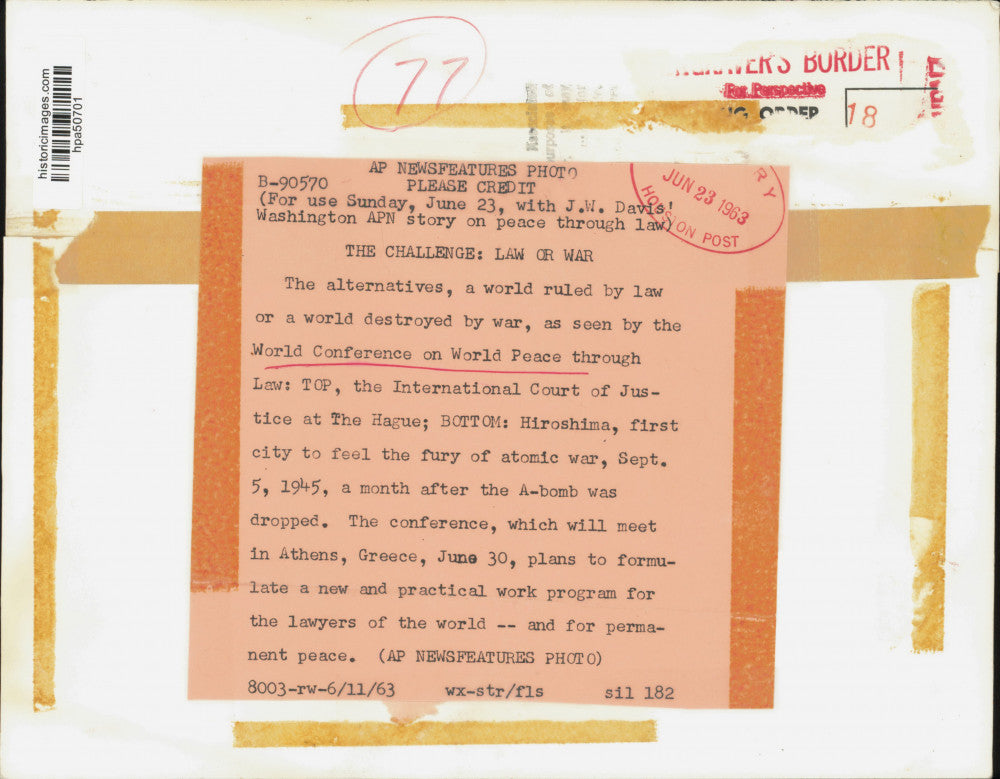 historicimages.com
hpa50701
77
BORDER
For Perspective
18
AP NEWSFEATURES PHOTO
B-90570 PLEASE CREDIT
(For use Sunday, June 23, with J.W. Davis'
Washington APN story on peace through law)
JUN 23 1963
HOUSTON POST
THE CHALLENGE: LAW OR WAR
The alternatives, a world ruled by law
or a world destroyed by war, as seen by the
World Conference on World Peace through
Law: TOP, the International Court of Jus-
tice at The Hague; BOTTOM: Hiroshima, first
city to feel the fury of atomic war, Sept.
5, 1945, a month after the A-bomb was
dropped. The conference, which will meet
in Athens, Greece, June 30, plans to formu-
late a new and practical work program for
the lawyers of the world -- and for perma-
nent peace. (AP NEWSFEATURES PHOTO)
8003-rw-6/11/63 wx-str/fls sil 182